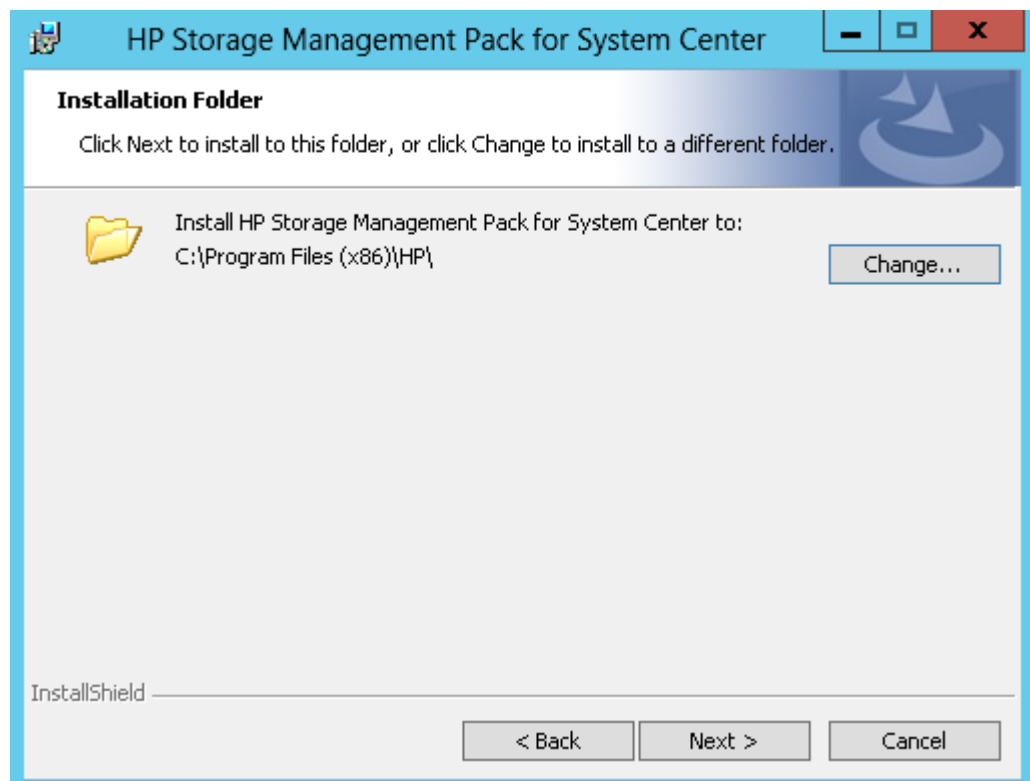 HP Storage Management Pack for System Center
Installation Folder
Click Next to install to this folder, or click Change to install to a different folder.
Install HP Storage Management Pack for System Center to:
C:\Program Files (x86)\HP\
Change...
InstallShield
< Back
Next >
Cancel